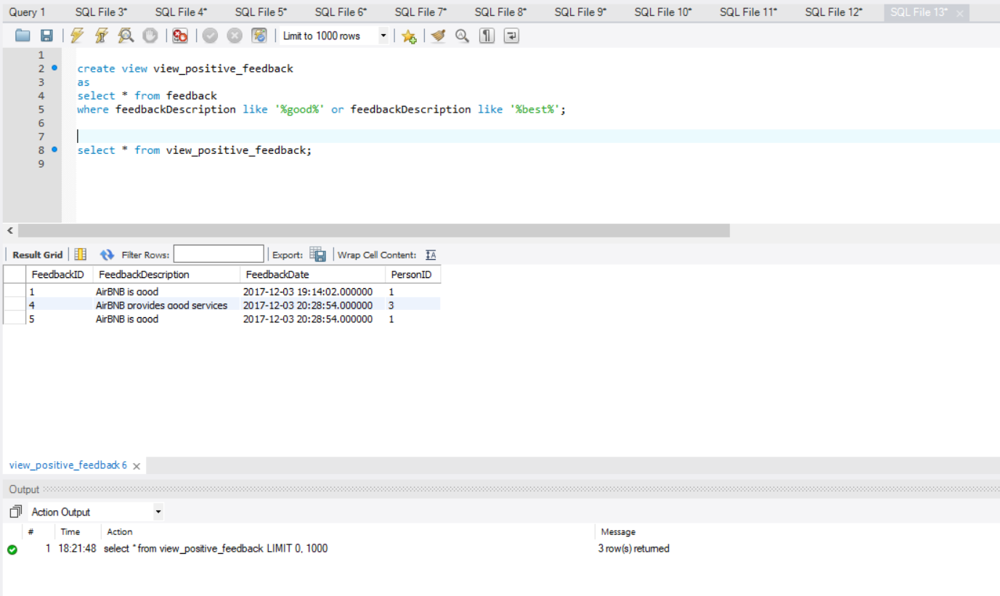 Query 1 SQL File 3* SQL File 4* SQL File 5* SQL File 6* SQL File 7* SQL File 8* SQL File 9* SQL File 10* SQL File 11* SQL File 12* SQL File 13*
Limit to 1000 rows
1
2 create view view_positive_feedback
3 as
4 select * from feedback
5 where feedbackDescription like '%good%' or feedbackDescription like '%best%';
6
7
8 select * from view_positive_feedback;
9
Result Grid Filter Rows: Export: Wrap Cell Content:
FeedbackID FeedbackDescription FeedbackDate PersonID
1 AirBNB is good 2017-12-03 19:14:02.000000 1
4 AirBNB provides good services 2017-12-03 20:28:54.000000 3
5 AirBNB is good 2017-12-03 20:28:54.000000 1
view_positive_feedback 6
Output
Action Output
# Time Action Message
1 18:21:48 select * from view_positive_feedback LIMIT 0, 1000 3 row(s) returned